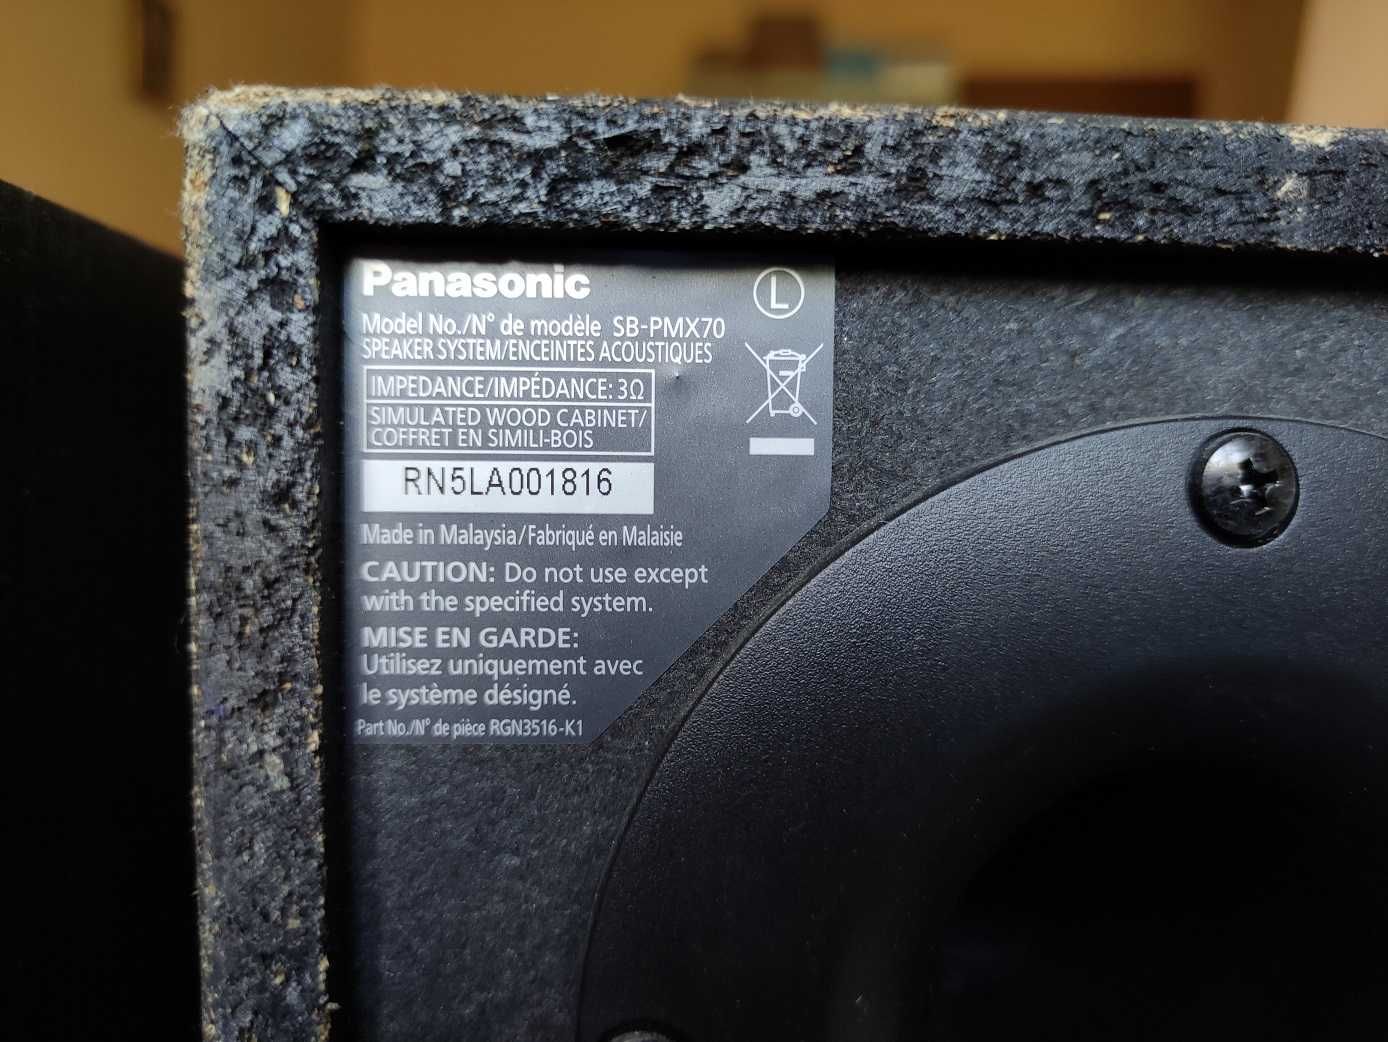 Panasonic
L
Model No./N° de modèle SB-PMX70
SPEAKER SYSTEM/ENCEINTES ACOUSTIQUES
IMPEDANCE/IMPÉDANCE: 3Ω
SIMULATED WOOD CABINET/
COFFRET EN SIMILI-BOIS
RN5LA001816
Made in Malaysia/Fabriqué en Malaisie
CAUTION: Do not use except
with the specified system.
MISE EN GARDE:
Utilisez uniquement avec
le système désigné.
Part No./N° de pièce RGN3516-K1